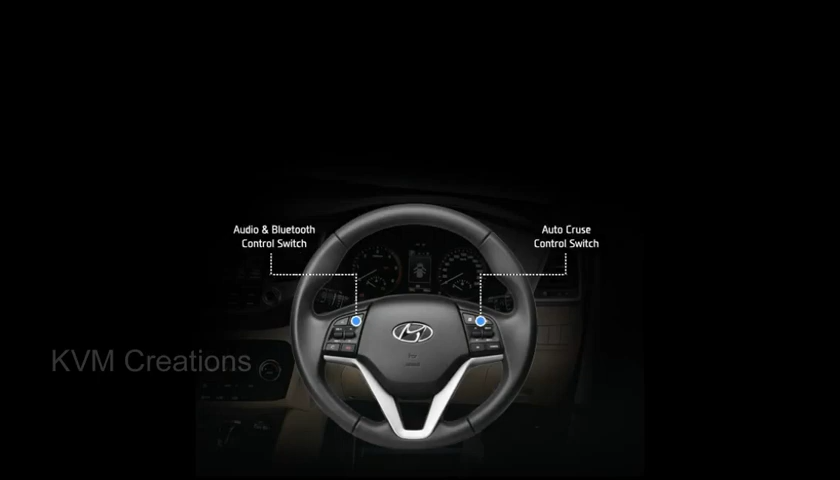 Audio & Bluetooth
Control Switch
Auto Cruse
Control Switch
KVM Creations